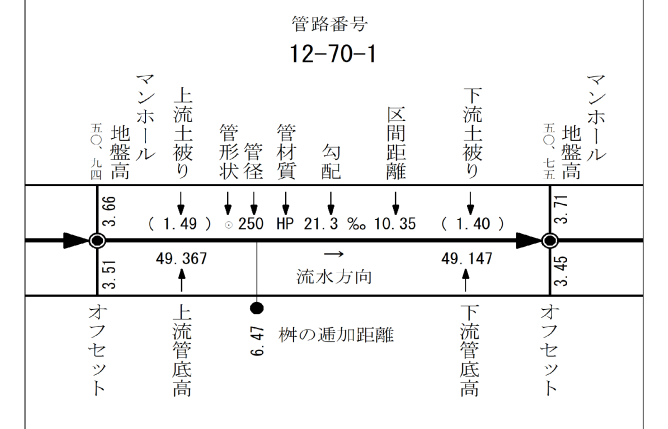 管路番号
12-70-1
マンホール
地盤高
五〇、九四
上流土被り
管形状
管径
管材質
勾配
区間距離
下流土被り
マンホール
地盤高
五〇、七五
3.66
( 1.49 ) ◎ 250 HP 21.3 ‰ 10.35 ( 1.40 )
3.71
3.51
49.367
→
流水方向
49.147
3.45
オフセット
上流管底高
6.47
桝の逓加距離
下流管底高
オフセット